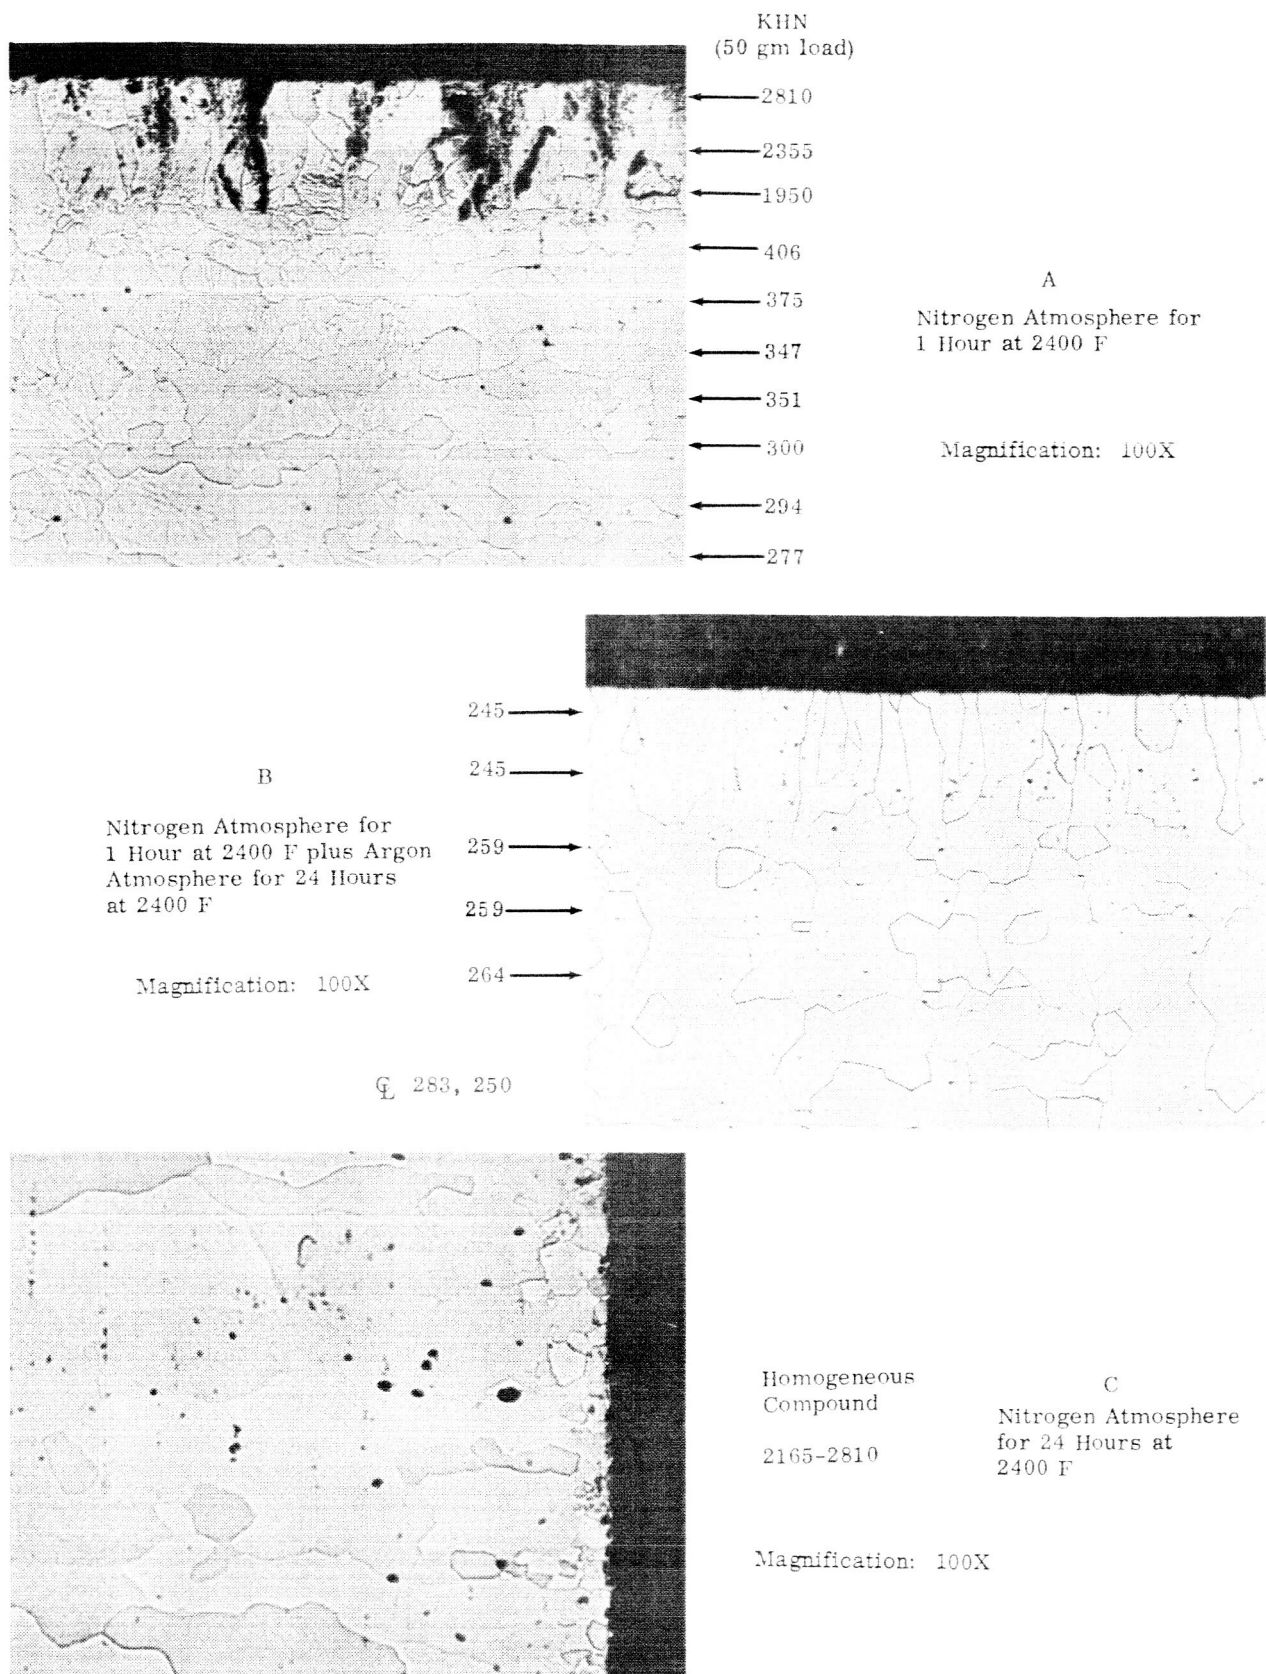 KHN
(50 gm load)
2810
2355
1950
406
375
347
351
300
294
277
A
Nitrogen Atmosphere for
1 Hour at 2400 F
Magnification: 100X
245
245
259
259
264
B
Nitrogen Atmosphere for
1 Hour at 2400 F plus Argon
Atmosphere for 24 Hours
at 2400 F
Magnification: 100X
℄ 283, 250
Homogeneous
Compound
2165-2810
C
Nitrogen Atmosphere
for 24 Hours at
2400 F
Magnification: 100X